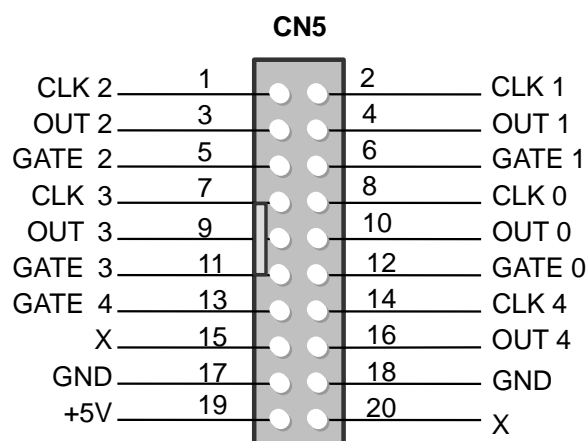 CN5
CLK 2 1 2 CLK 1
OUT 2 3 4 OUT 1
GATE 2 5 6 GATE 1
CLK 3 7 8 CLK 0
OUT 3 9 10 OUT 0
GATE 3 11 12 GATE 0
GATE 4 13 14 CLK 4
X 15 16 OUT 4
GND 17 18 GND
+5V 19 20 X